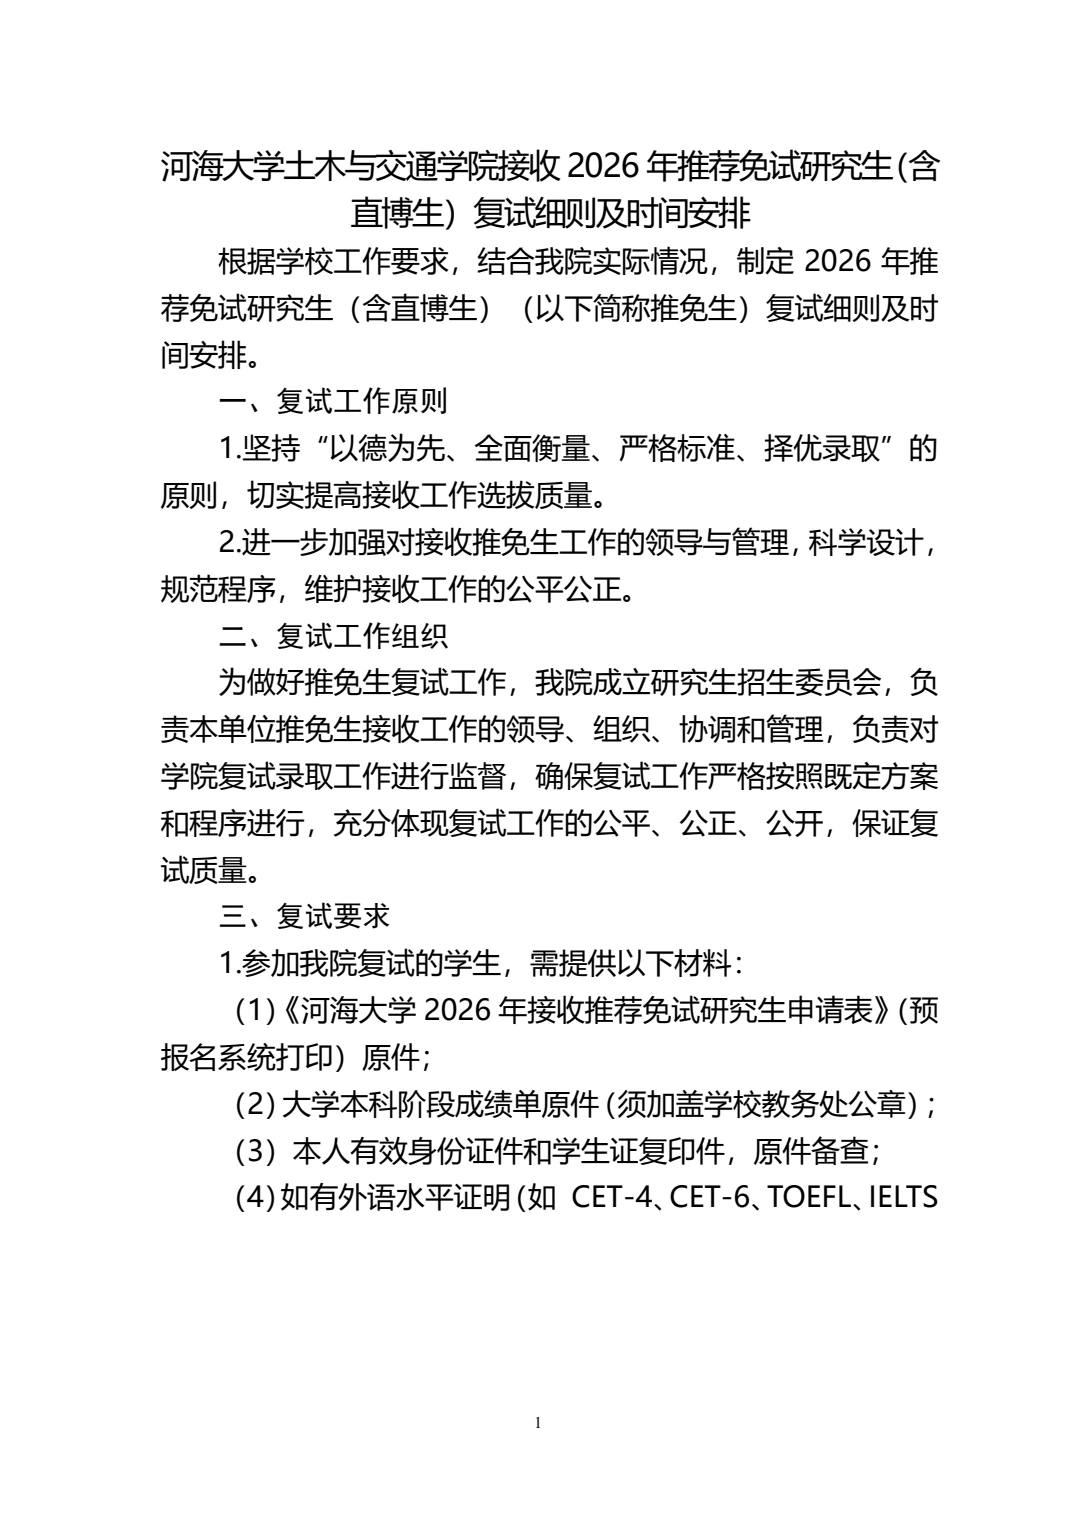 河海大学土木与交通学院接收 2026 年推荐免试研究生（含
直博生）复试细则及时间安排
根据学校工作要求，结合我院实际情况，制定 2026 年推
荐免试研究生（含直博生）（以下简称推免生）复试细则及时
间安排。
一、复试工作原则
1.坚持“以德为先、全面衡量、严格标准、择优录取”的
原则，切实提高接收工作选拔质量。
2.进一步加强对接收推免生工作的领导与管理，科学设计，
规范程序，维护接收工作的公平公正。
二、复试工作组织
为做好推免生复试工作，我院成立研究生招生委员会，负
责本单位推免生接收工作的领导、组织、协调和管理，负责对
学院复试录取工作进行监督，确保复试工作严格按照既定方案
和程序进行，充分体现复试工作的公平、公正、公开，保证复
试质量。
三、复试要求
1.参加我院复试的学生，需提供以下材料：
（1）《河海大学 2026 年接收推荐免试研究生申请表》（预
报名系统打印）原件；
（2）大学本科阶段成绩单原件（须加盖学校教务处公章）；
（3）本人有效身份证件和学生证复印件，原件备查；
（4）如有外语水平证明（如 CET-4、CET-6、TOEFL、IELTS
1